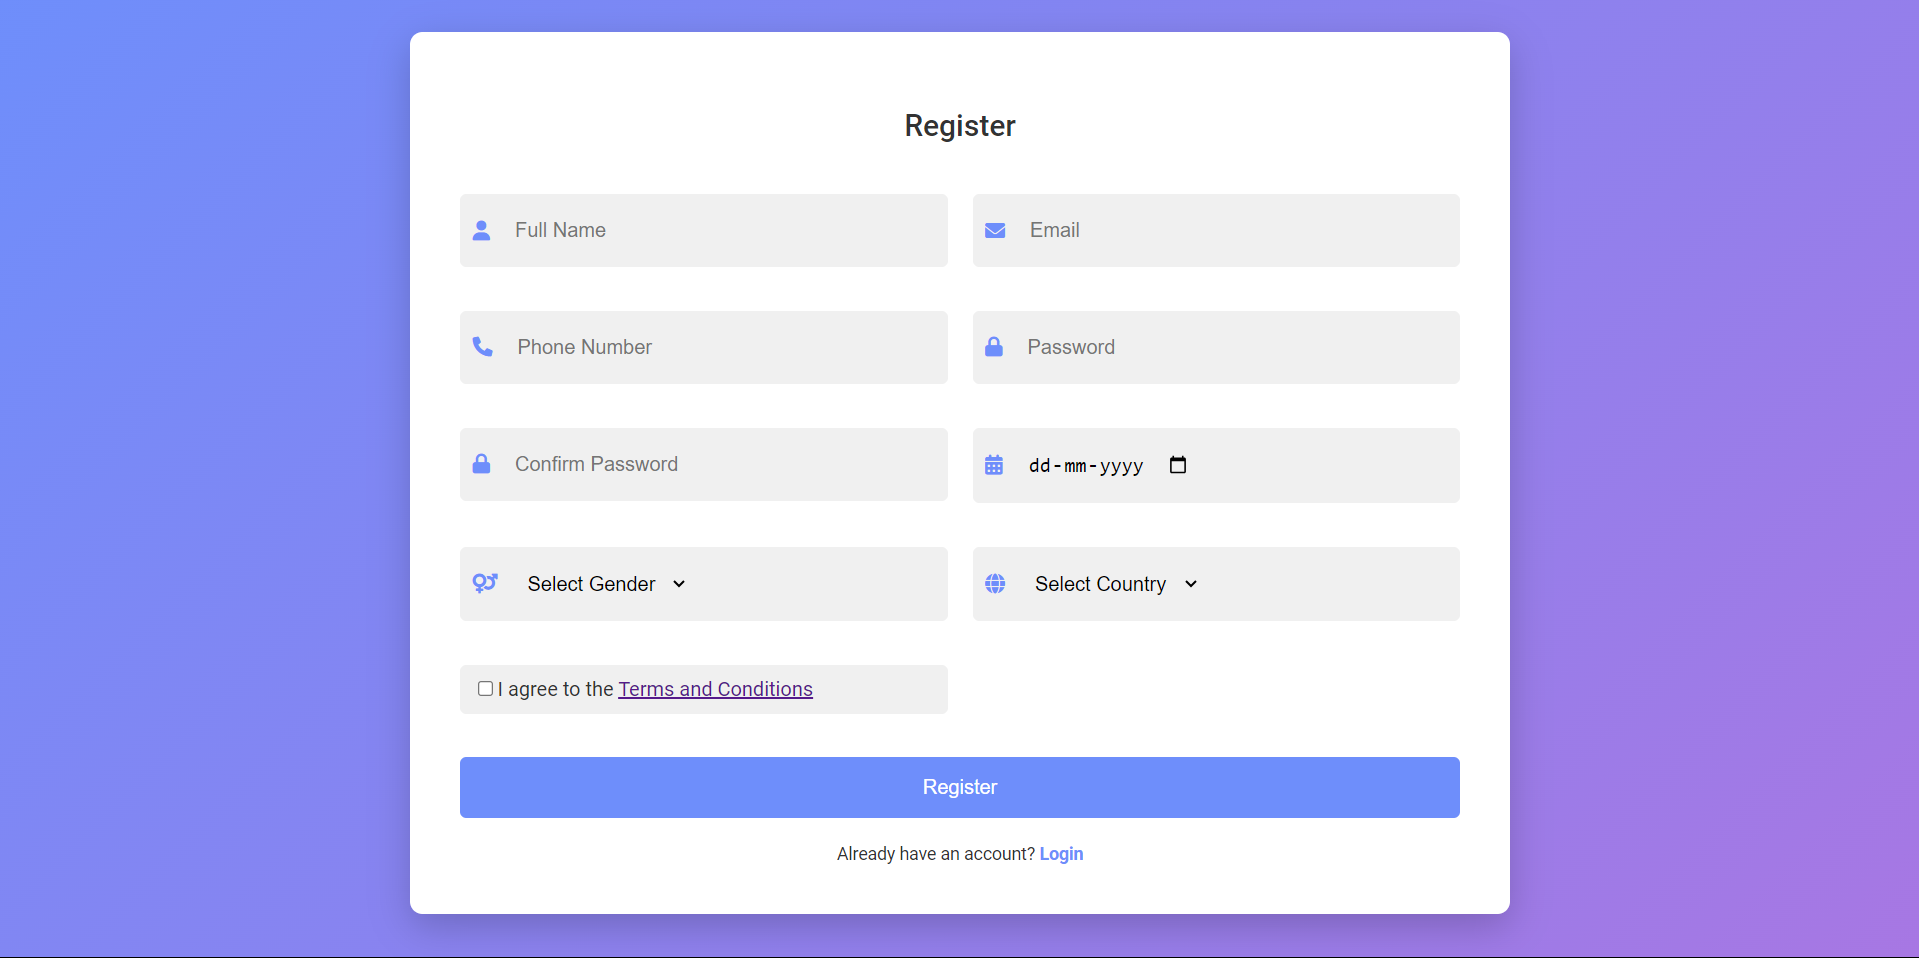 Register
Full Name
Email
Phone Number
Password
Confirm Password
dd-mm-yyyy
Select Gender
Select Country
I agree to the Terms and Conditions
Register
Already have an account? Login